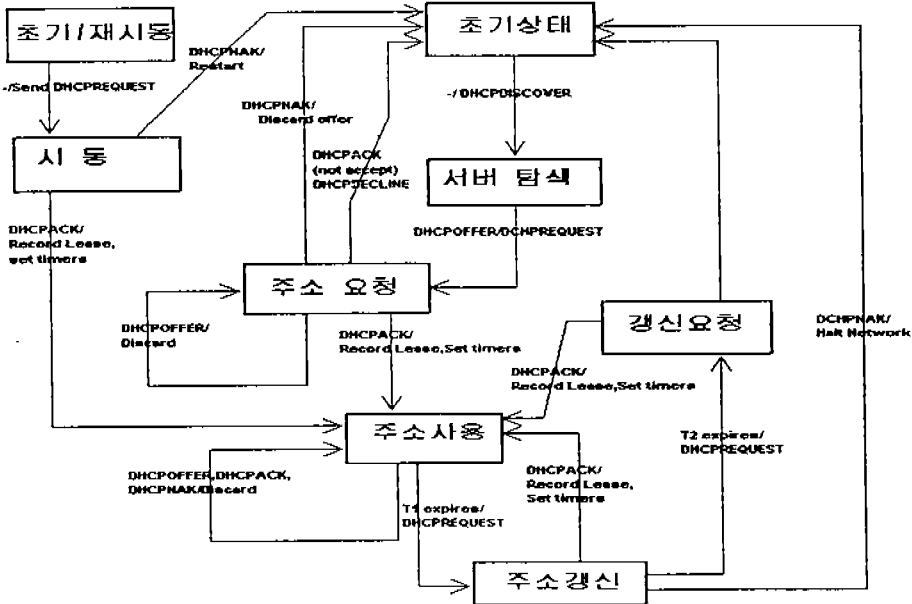 초기/재시동
초기상태
DHCPNAK/
Restart
-/Send DHCPREQUEST
-/DHCPDISCOVER
DHCPNAK/
Discard offor
시 동
DHCPACK
(not accept)
DHCPDECLINE
서버 탐색
DHCPACK/
Record Lease,
set timers
DHCPOFFER/DCHPREQUEST
주소 요청
갱신요청
DHCPOFFER/
Discard
DHCPACK/
Record Lease,Set timers
DCHPNAK/
Halt Network
DHCPACK/
Record Lease,Set timers
주소사용
T2 expires/
DHCPREQUEST
DHCPOFFER,DHCPACK,
DHCPNAK/Discard
DHCPACK/
Record Lease,
Set timers
T1 expires/
DHCPREQUEST
주소갱신